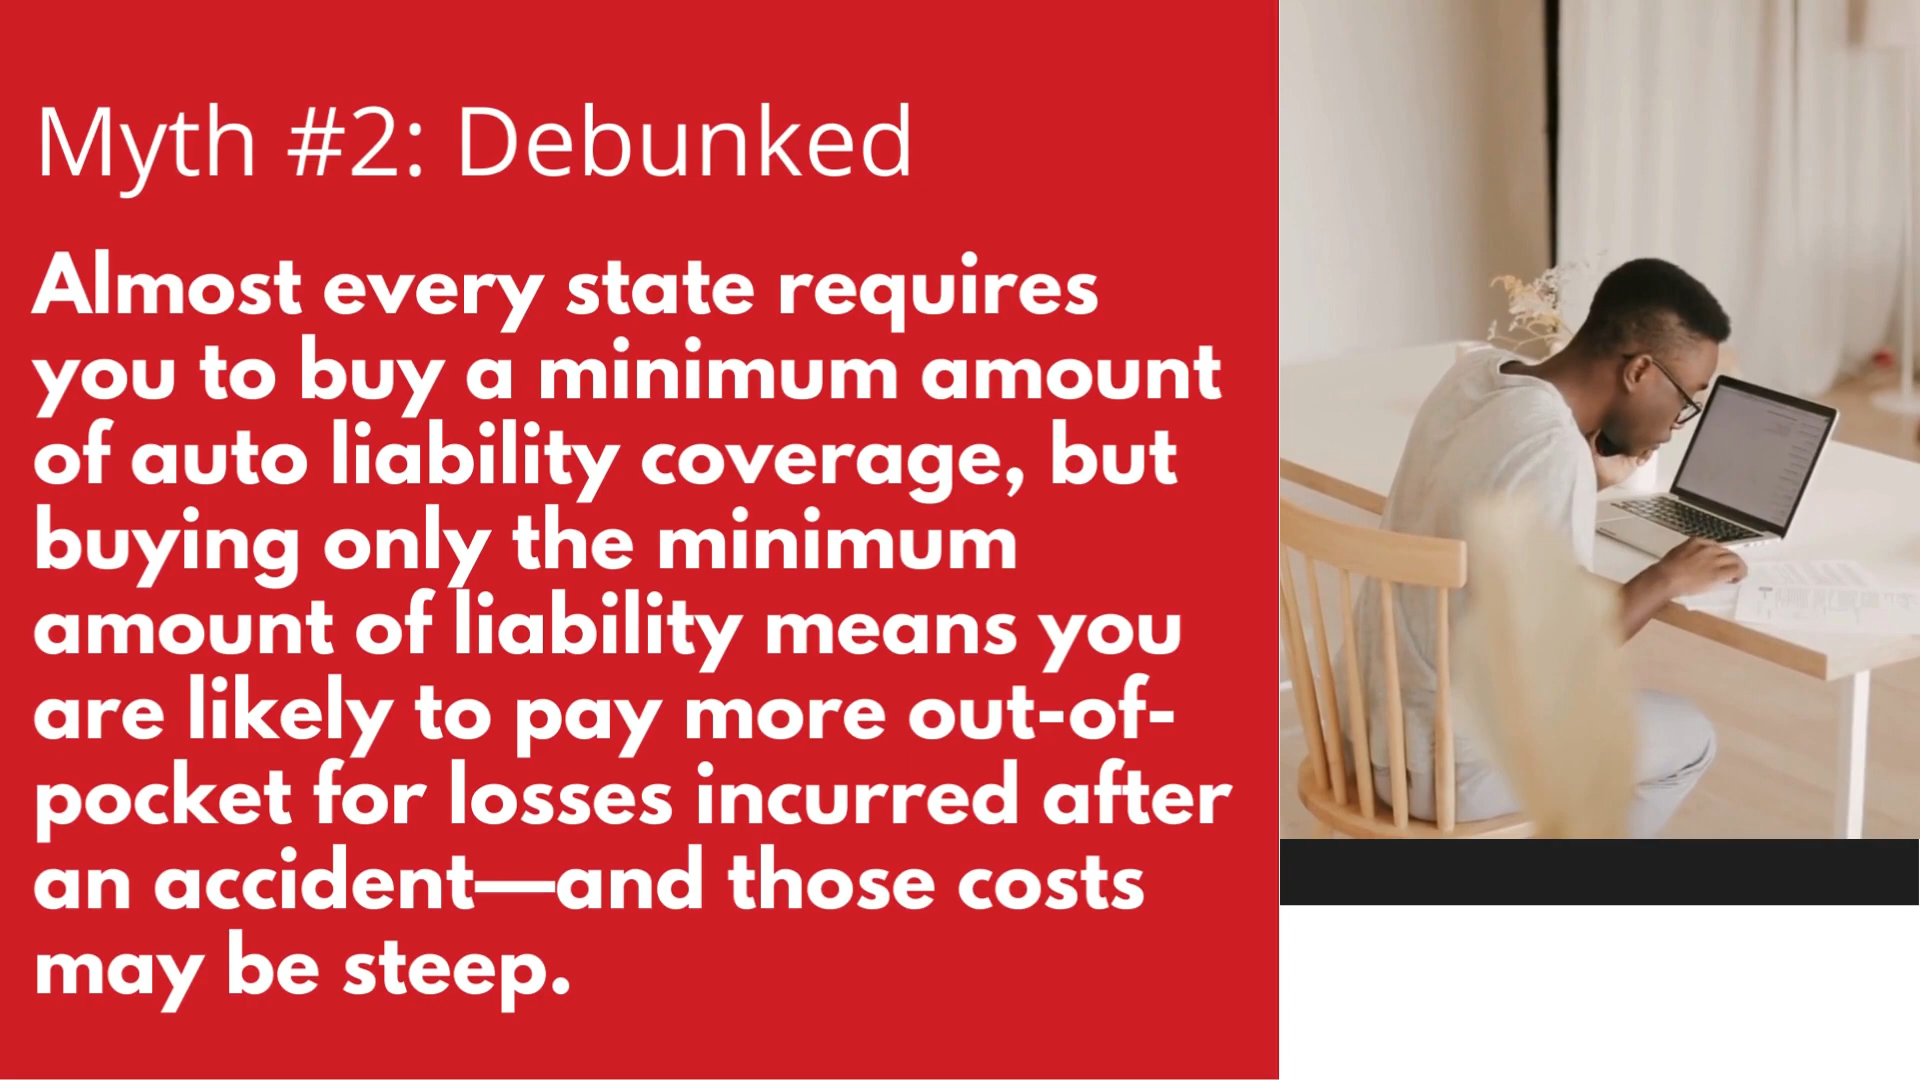 Myth #2: Debunked
Almost every state requires
you to buy a minimum amount
of auto liability coverage, but
buying only the minimum
amount of liability means you
are likely to pay more out-of-
pocket for losses incurred after
an accident—and those costs
may be steep.